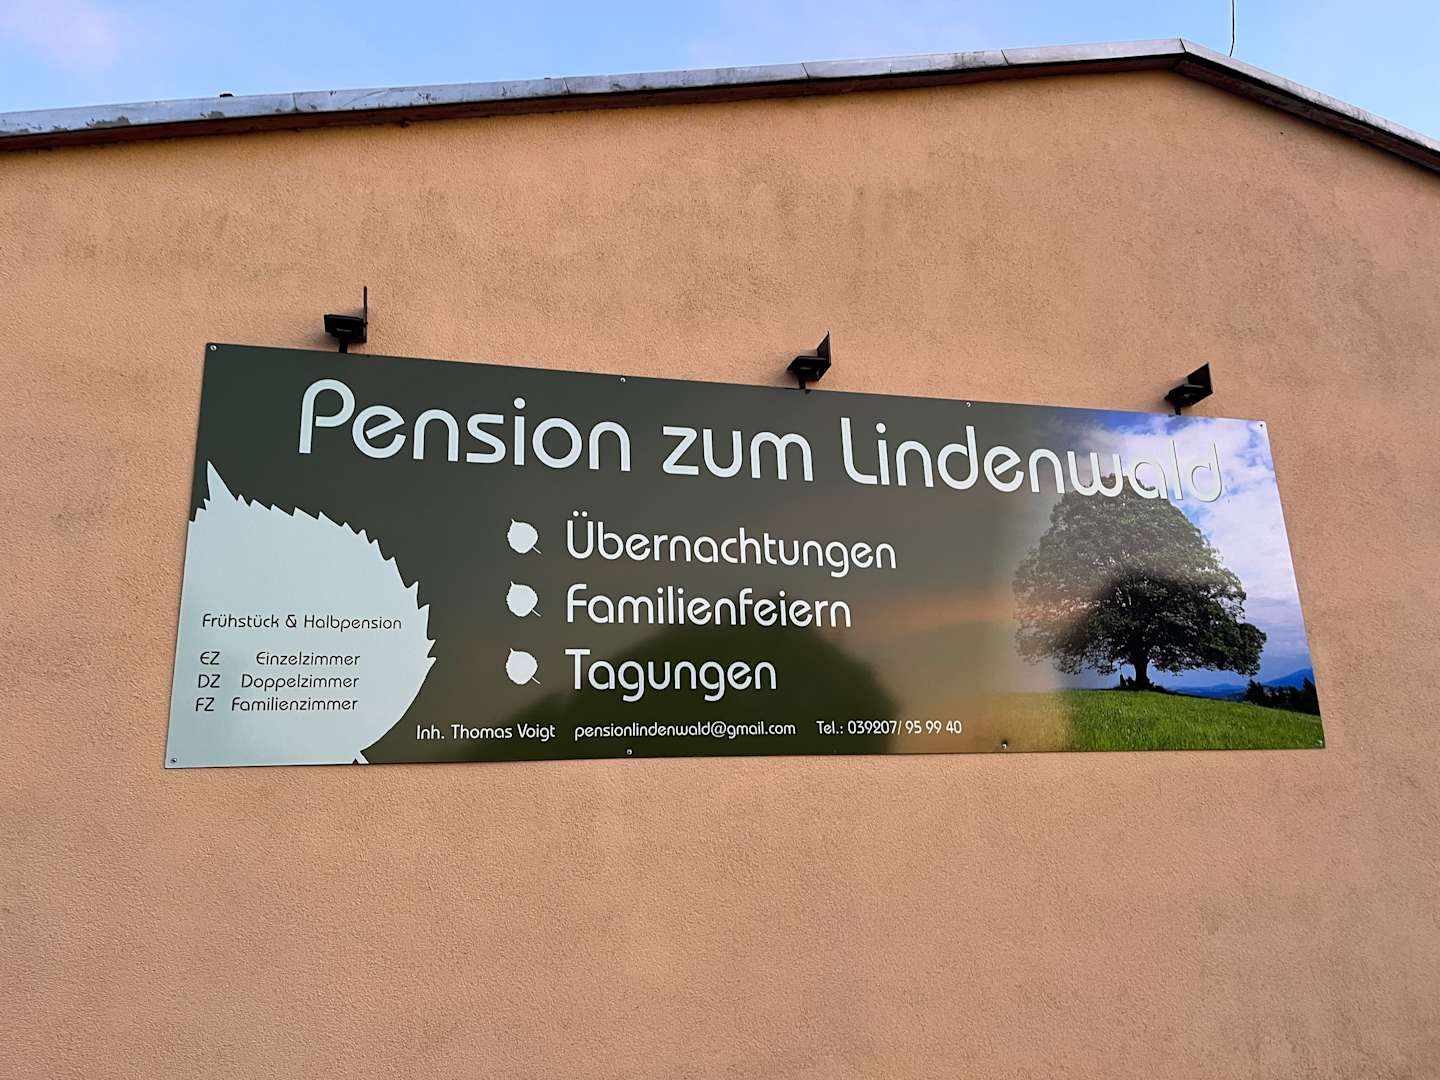 Pension zum Lindenwald
Übernachtungen
Familienfeiern
Tagungen
Frühstück & Halbpension
EZ Einzelzimmer
DZ Doppelzimmer
FZ Familienzimmer
Inh. Thomas Voigt pensionlindenwald@gmail.com Tel.: 039207/ 95 99 40